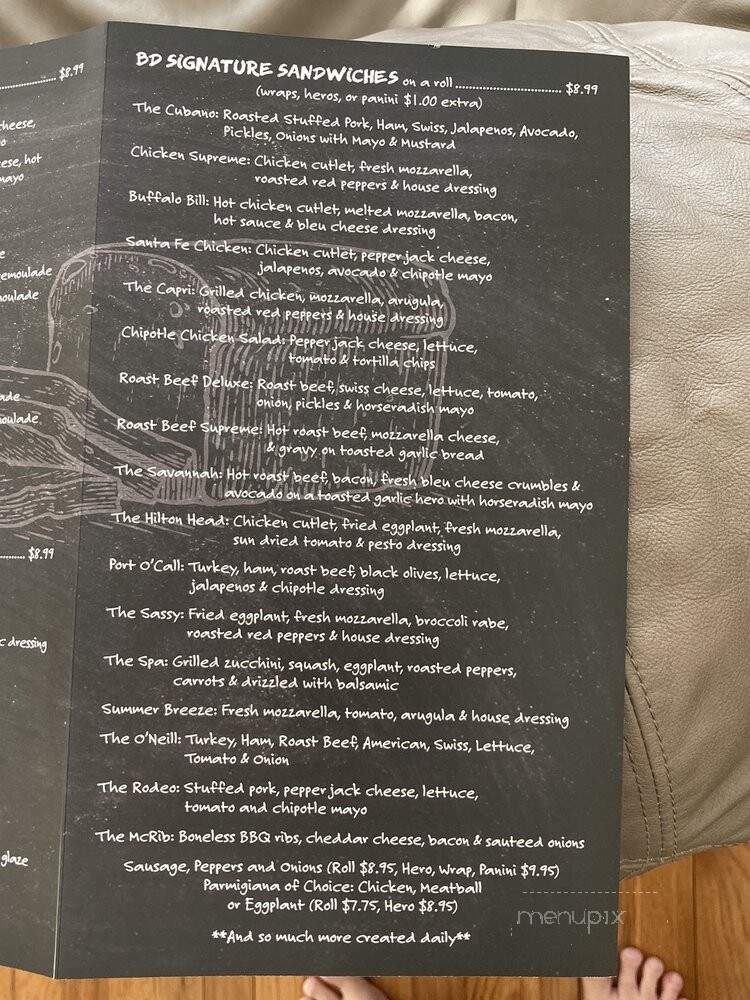 ............ $8.99
cheese,
o
ese, hot
mayo
e
emoulade
moulade
ade
oulade
....... $8.99
c dressing
glaze
BD SIGNATURE SANDWICHES on a roll............................ $8.99
(wraps, heros, or panini $1.00 extra)
The Cubano: Roasted Stuffed Pork, Ham, Swiss, Jalapenos, Avocado,
Pickles, Onions with Mayo & Mustard
Chicken Supreme: Chicken cutlet, fresh mozzarella,
roasted red peppers & house dressing
Buffalo Bill: Hot chicken cutlet, melted mozzarella, bacon,
hot sauce & bleu cheese dressing
Santa Fe Chicken: Chicken cutlet, pepper jack cheese,
jalapenos, avocado & chipotle mayo
The Capri: Grilled chicken, mozzarella, arugula,
roasted red peppers & house dressing
Chipotle Chicken Salad: Pepper jack cheese, lettuce,
tomato & tortilla chips
Roast Beef Deluxe: Roast beef, swiss cheese, lettuce, tomato,
onion, pickles & horseradish mayo
Roast Beef Supreme: Hot roast beef, mozzarella cheese,
& gravy on toasted garlic bread
The Savannah: Hot roast beef, bacon, fresh bleu cheese crumbles &
avocado on a toasted garlic hero with horseradish mayo
The Hilton Head: Chicken cutlet, fried eggplant, fresh mozzarella,
sun dried tomato & pesto dressing
Port O'Call: Turkey, ham, roast beef, black olives, lettuce,
jalapenos & chipotle dressing
The Sassy: Fried eggplant, fresh mozzarella, broccoli rabe,
roasted red peppers & house dressing
The Spa: Grilled zucchini, squash, eggplant, roasted peppers,
carrots & drizzled with balsamic
Summer Breeze: Fresh mozzarella, tomato, arugula & house dressing
The O'Neill: Turkey, Ham, Roast Beef, American, Swiss, Lettuce,
Tomato & Onion
The Rodeo: Stuffed pork, pepper jack cheese, lettuce,
tomato and chipotle mayo
The McRib: Boneless BBQ ribs, cheddar cheese, bacon & sauteed onions
Sausage, Peppers and Onions (Roll $8.95, Hero, Wrap, Panini $9.95)
Parmigiana of Choice: Chicken, Meatball
or Eggplant (Roll $7.75, Hero $8.95)
**And so much more created daily**
menupix